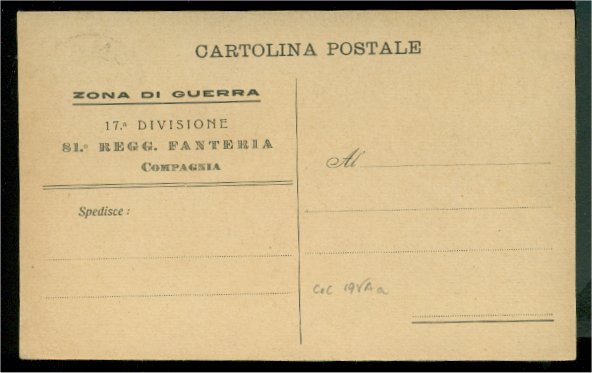 CARTOLINA POSTALE
ZONA DI GUERRA
17.ª DIVISIONE
81.º REGG. FANTERIA
COMPAGNIA
Spedisce :
Al